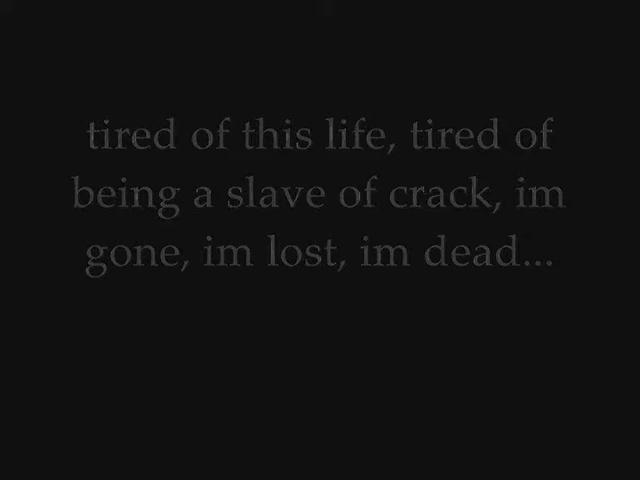 tired of this life, tired of
being a slave of crack, im
gone, im lost, im dead...